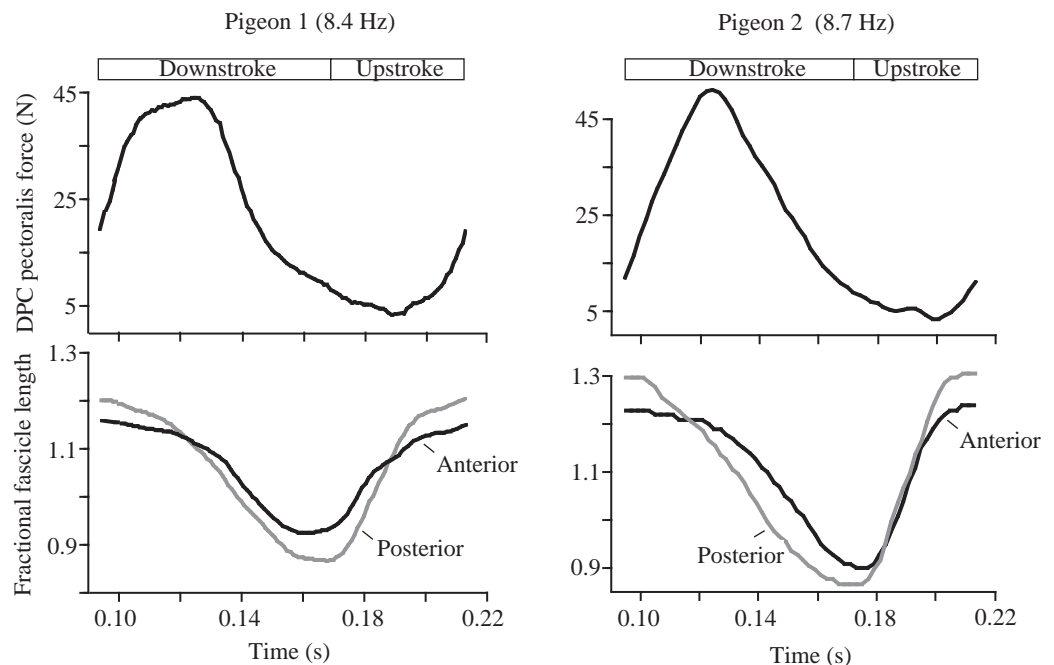 Pigeon 1 (8.4 Hz)
Pigeon 2 (8.7 Hz)
Downstroke Upstroke
Downstroke Upstroke
DPC pectoralis force (N)
45
25
5
45
25
5
Fractional fascicle length
1.3
1.1
0.9
Anterior
Posterior
1.3
1.1
0.9
Anterior
Posterior
0.10 0.14 0.18 0.22
0.10 0.14 0.18 0.22
Time (s)
Time (s)